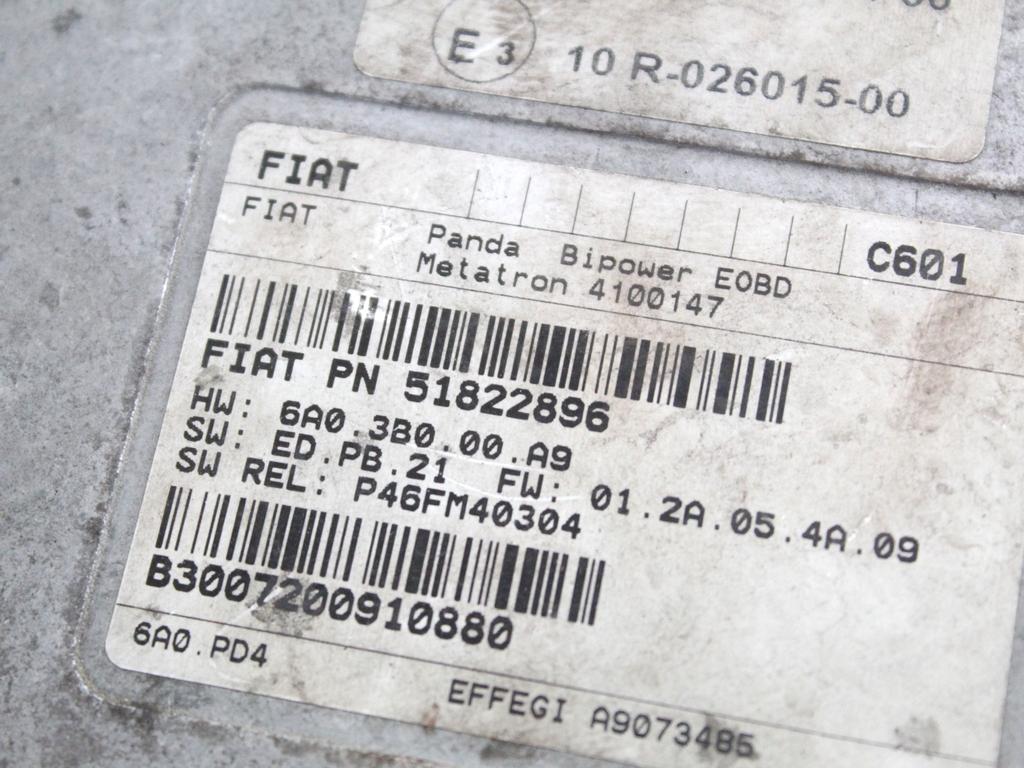 E 3
10 R-026015-00
FIAT
FIAT
C601
Panda Bipower EOBD
Metatron 4100147
FIAT PN 51822896
HW: 6A0.3B0.00.A9
SW: ED.PB.21 FW: 01.2A.05.4A.09
SW REL: P46FM40304
B3007200910880
6A0.PD4
EFFEGI A9073485